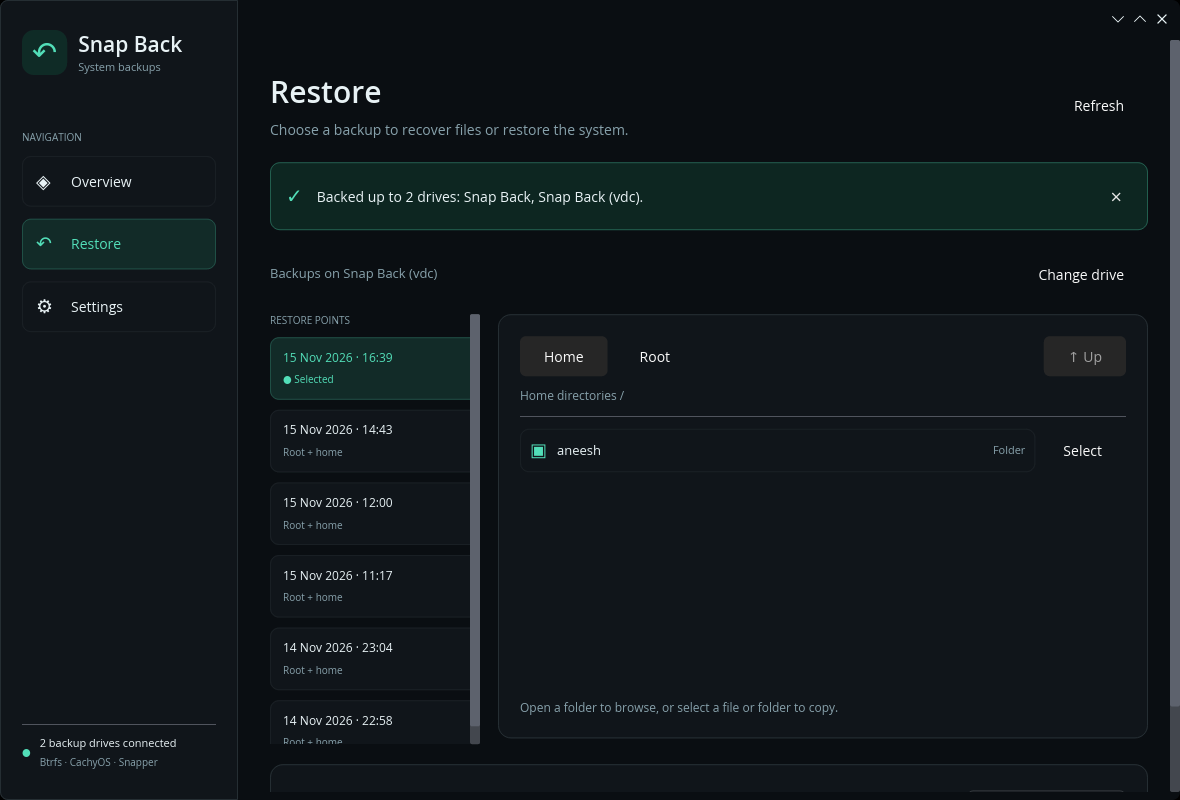 Snap Back
System backups
NAVIGATION
Overview
Restore
Settings
2 backup drives connected
Btrfs · CachyOS · Snapper
Restore
Choose a backup to recover files or restore the system.
Refresh
✓ Backed up to 2 drives: Snap Back, Snap Back (vdc).
Backups on Snap Back (vdc)
Change drive
RESTORE POINTS
15 Nov 2026 · 16:39
Selected
15 Nov 2026 · 14:43
Root + home
15 Nov 2026 · 12:00
Root + home
15 Nov 2026 · 11:17
Root + home
14 Nov 2026 · 23:04
Root + home
14 Nov 2026 · 22:58
Root + home
Home Root ↑ Up
Home directories /
aneesh Folder Select
Open a folder to browse, or select a file or folder to copy.